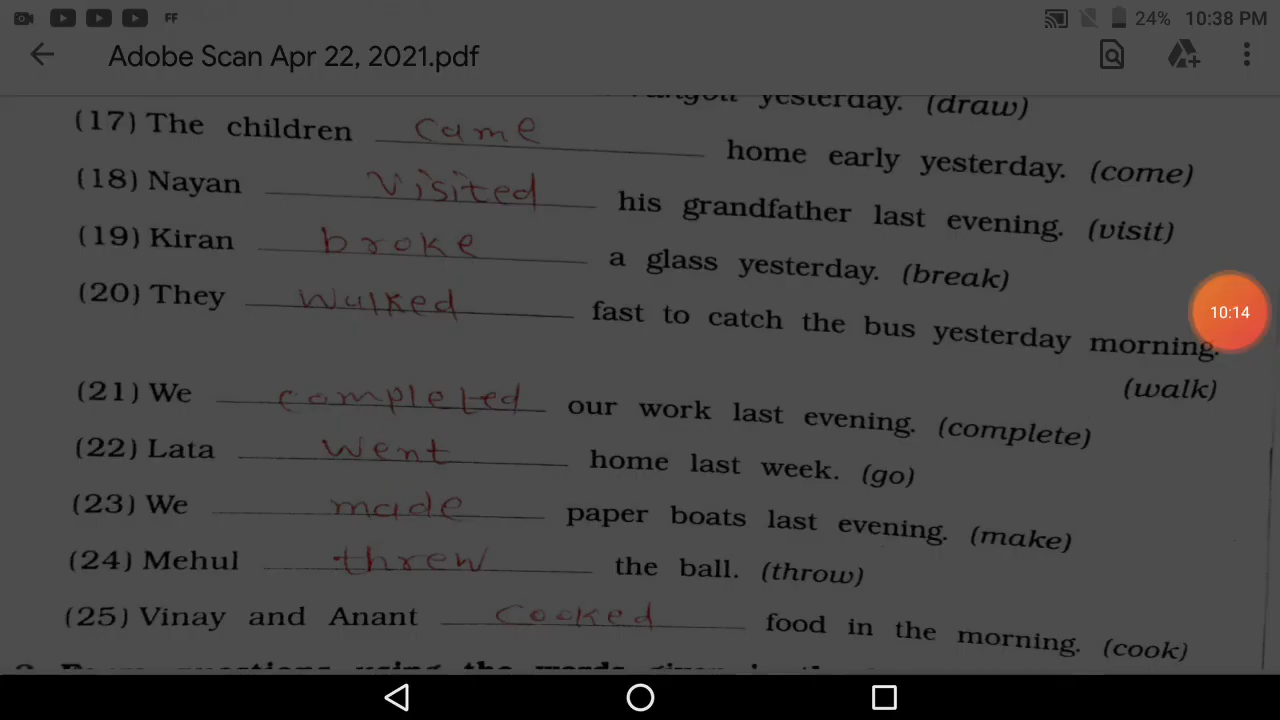 FF 24% 10:38 PM
Adobe Scan Apr 22, 2021.pdf
yesterday. (draw)
(17) The children came home early yesterday. (come)
(18) Nayan visited his grandfather last evening. (visit)
(19) Kiran broke a glass yesterday. (break)
(20) They walked fast to catch the bus yesterday morning.
(walk)
10:14
(21) We completed our work last evening. (complete)
(22) Lata went home last week. (go)
(23) We made paper boats last evening. (make)
(24) Mehul threw the ball. (throw)
(25) Vinay and Anant cooked food in the morning. (cook)